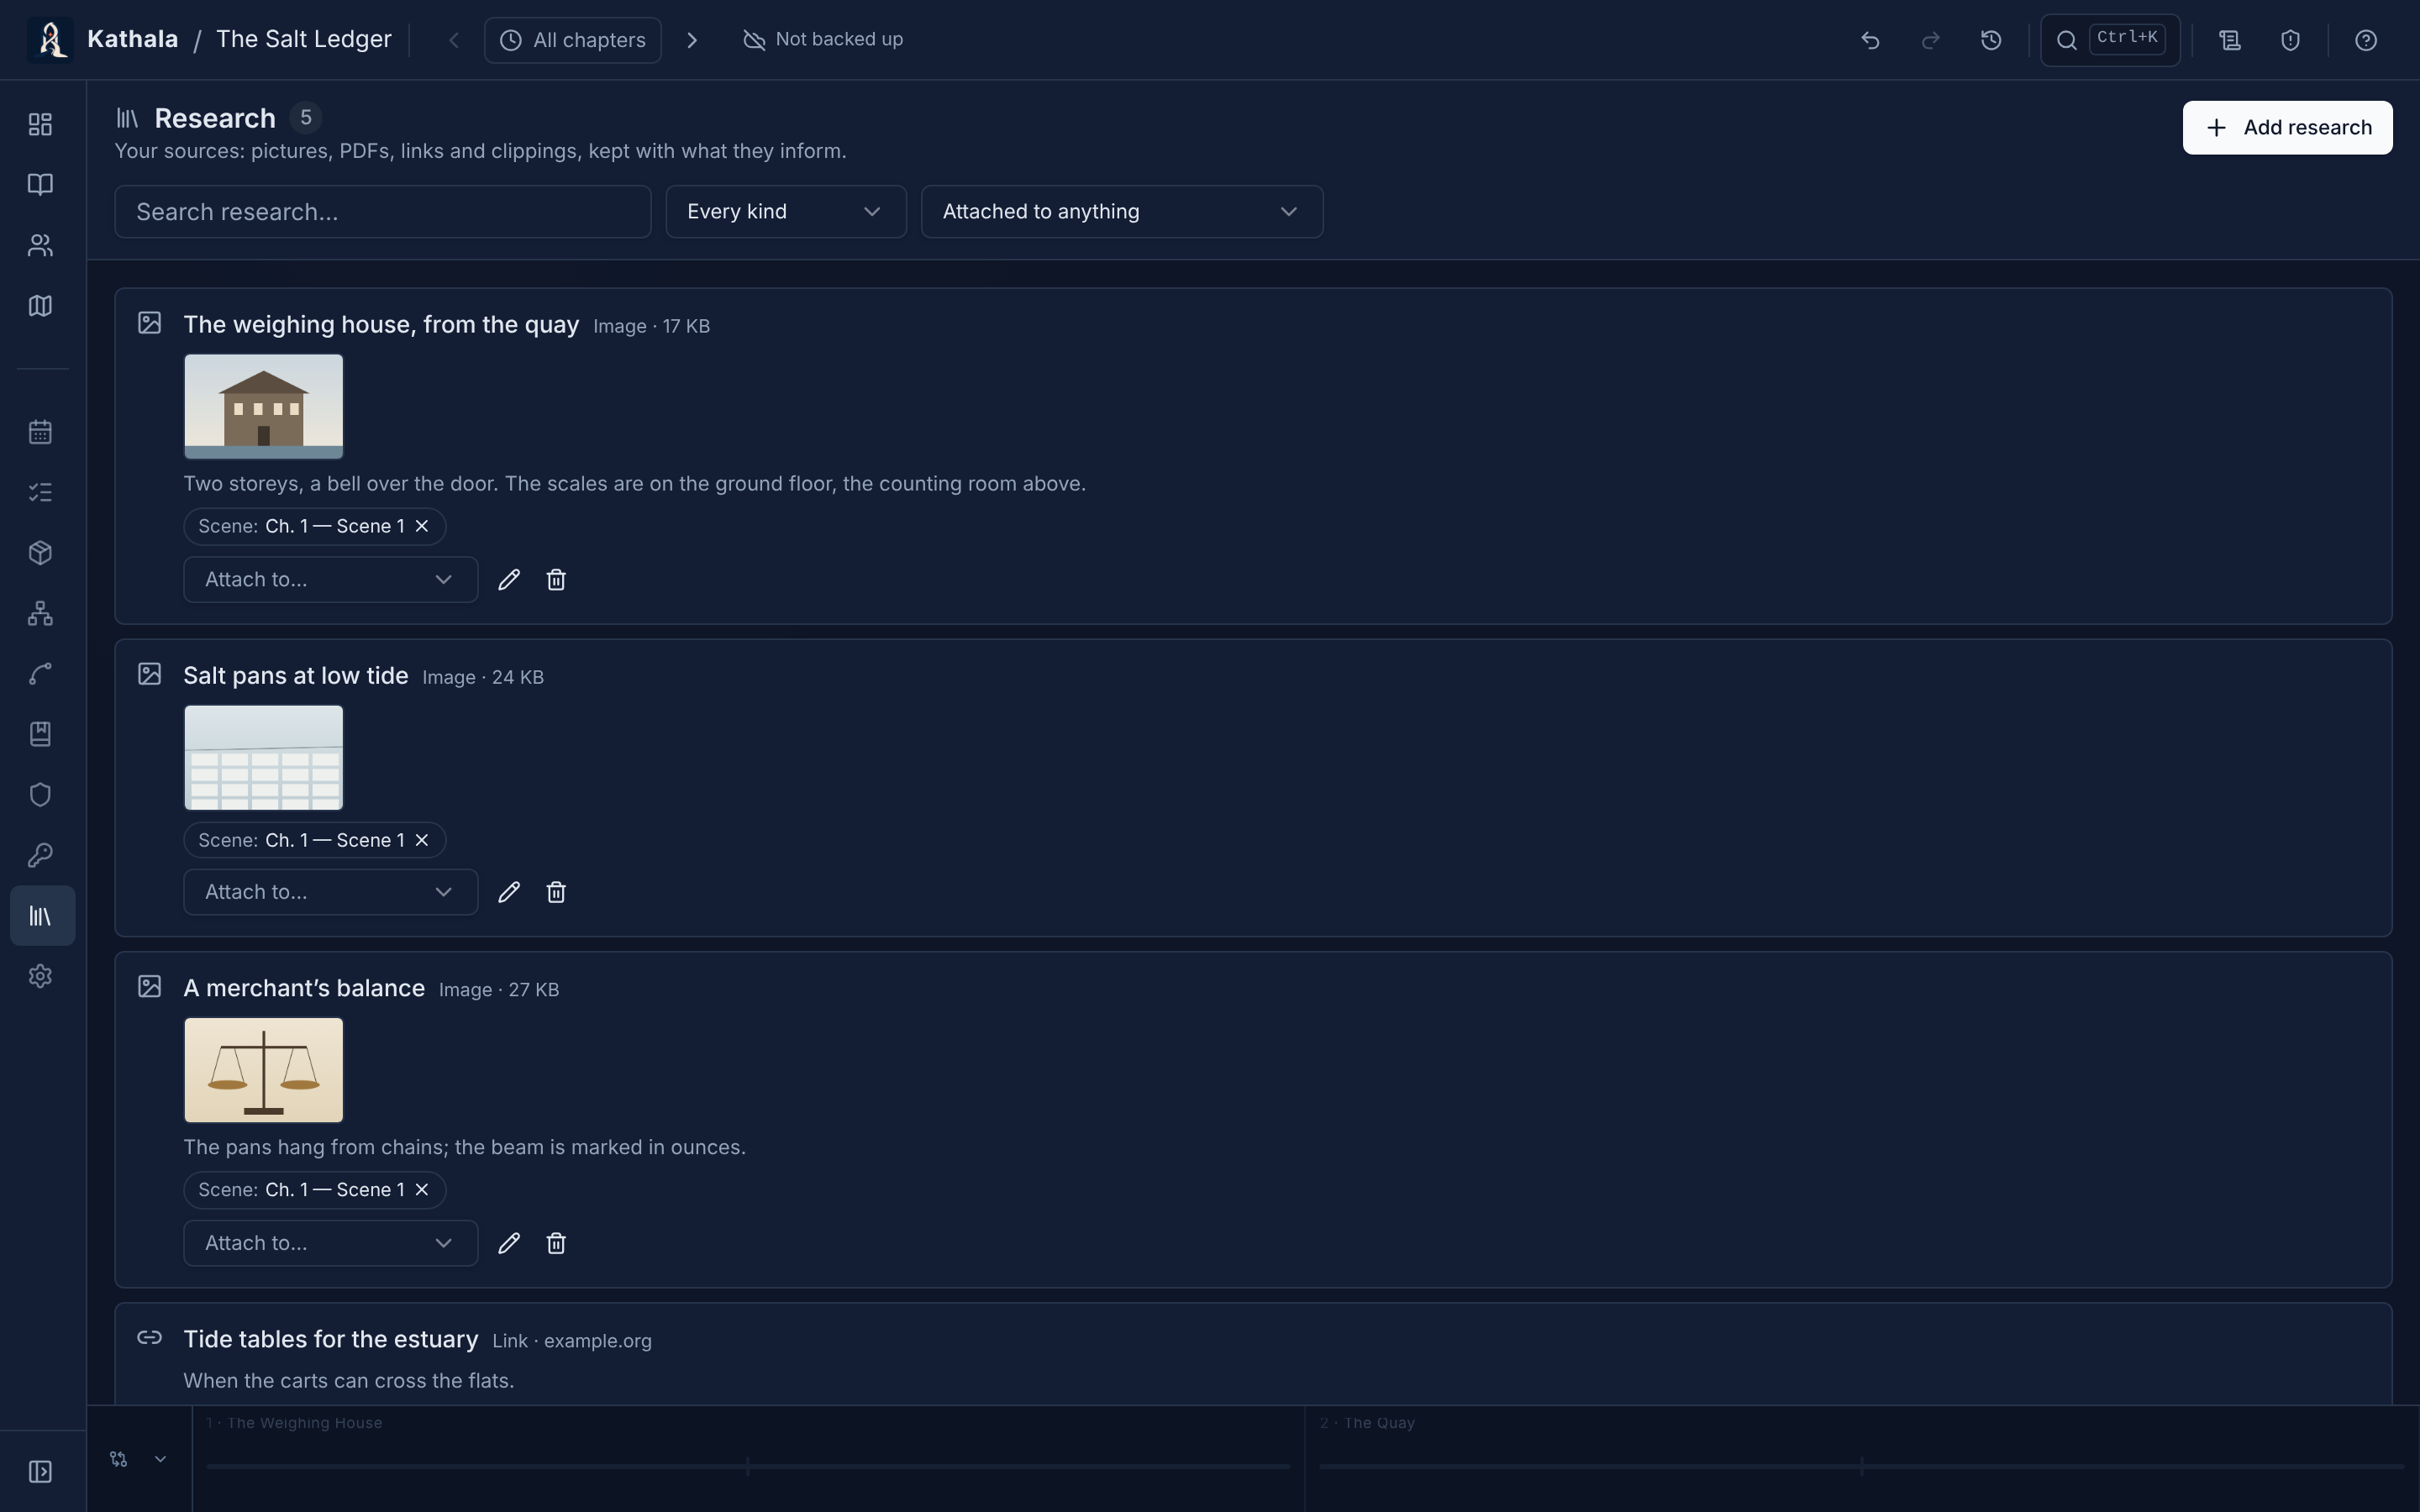 Kathala / The Salt Ledger
All chapters
Not backed up
Ctrl+K
Research 5
Your sources: pictures, PDFs, links and clippings, kept with what they inform.
Add research
Search research...
Every kind
Attached to anything
The weighing house, from the quay Image · 17 KB
Two storeys, a bell over the door. The scales are on the ground floor, the counting room above.
Scene: Ch. 1 — Scene 1
Attach to...
Salt pans at low tide Image · 24 KB
Scene: Ch. 1 — Scene 1
Attach to...
A merchant’s balance Image · 27 KB
The pans hang from chains; the beam is marked in ounces.
Scene: Ch. 1 — Scene 1
Attach to...
Tide tables for the estuary Link · example.org
When the carts can cross the flats.
1 · The Weighing House
2 · The Quay